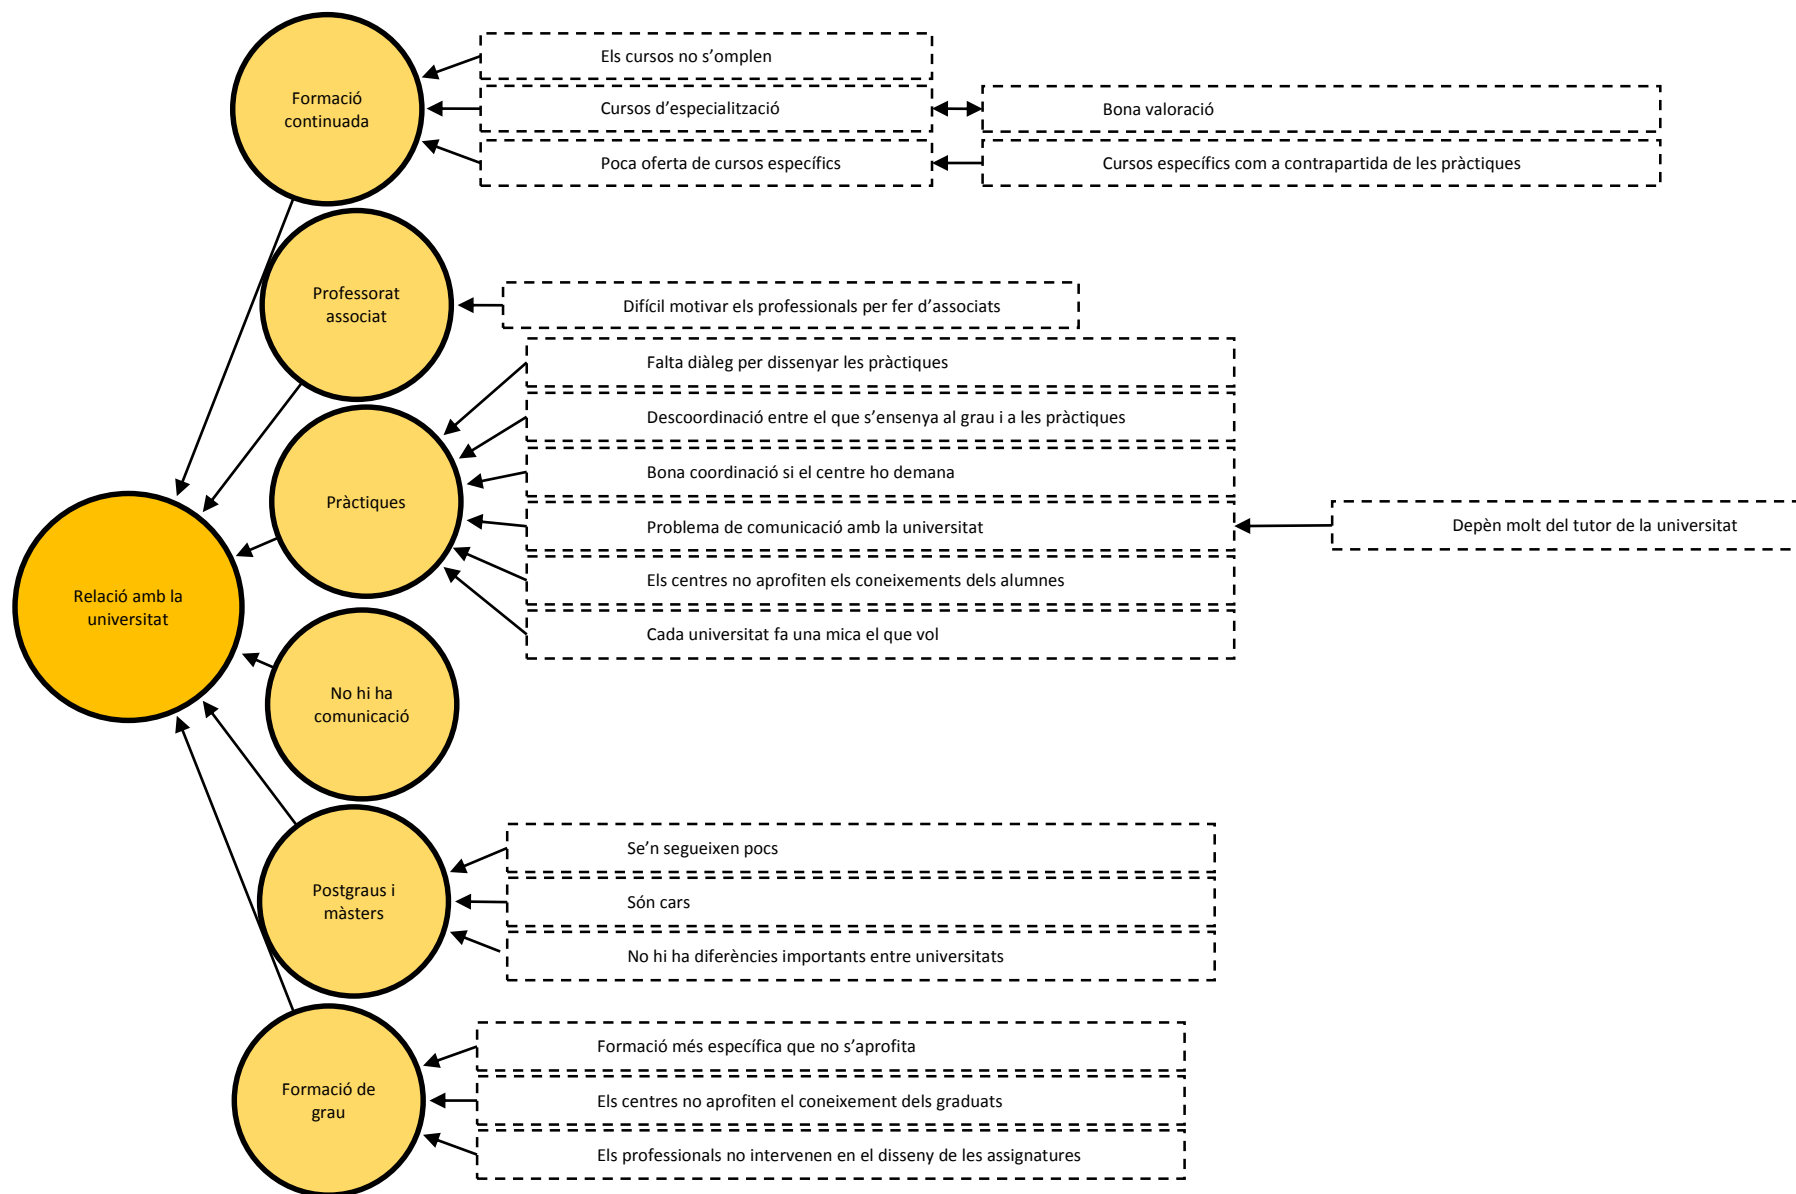 Els cursos no s’omplen
Formació
continuada
Cursos d’especialització
Bona valoració
Poca oferta de cursos específics
Cursos específics com a contrapartida de les pràctiques
Professorat
associat
Difícil motivar els professionals per fer d’associats
Falta diàleg per dissenyar les pràctiques
Descoordinació entre el que s’ensenya al grau i a les pràctiques
Bona coordinació si el centre ho demana
Pràctiques
Problema de comunicació amb la universitat
Depèn molt del tutor de la universitat
Els centres no aprofiten els coneixements dels alumnes
Cada universitat fa una mica el que vol
Relació amb la
universitat
No hi ha
comunicació
Se’n segueixen pocs
Postgraus i
màsters
Són cars
No hi ha diferències importants entre universitats
Formació més específica que no s’aprofita
Formació de
grau
Els centres no aprofiten el coneixement dels graduats
Els professionals no intervenen en el disseny de les assignatures